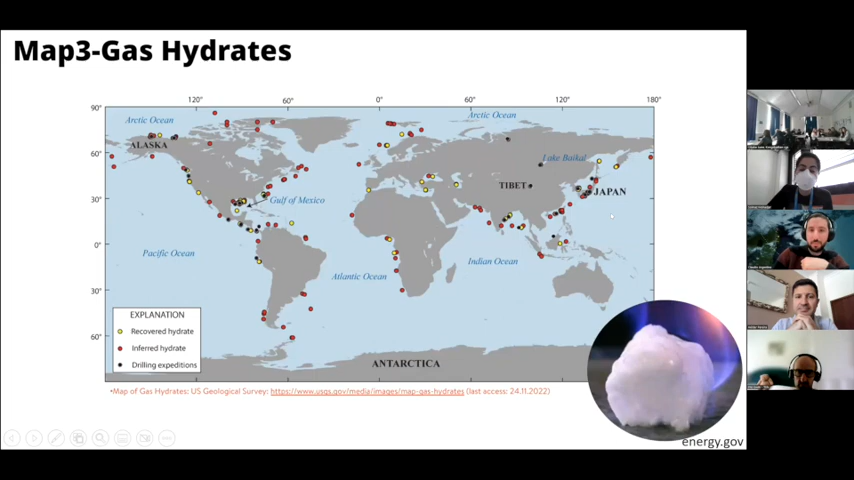 Map3-Gas Hydrates
120° 60° 0° 60° 120° 180°
90°
60°
30°
0°
30°
60°
Arctic Ocean
Arctic Ocean
ALASKA
Lake Baikal
TIBET
JAPAN
Gulf of Mexico
Pacific Ocean
Atlantic Ocean
Indian Ocean
ANTARCTICA
EXPLANATION
Recovered hydrate
Inferred hydrate
Drilling expeditions
•Map of Gas Hydrates: US Geological Survey: https://www.usgs.gov/media/images/map-gas-hydrates (last access: 24.11.2022)
energy.gov